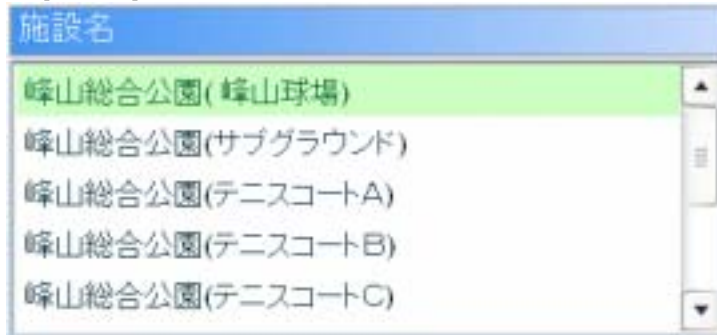 施設名
峰山総合公園(峰山球場)
峰山総合公園(サブグラウンド)
峰山総合公園(テニスコートA)
峰山総合公園(テニスコートB)
峰山総合公園(テニスコートC)